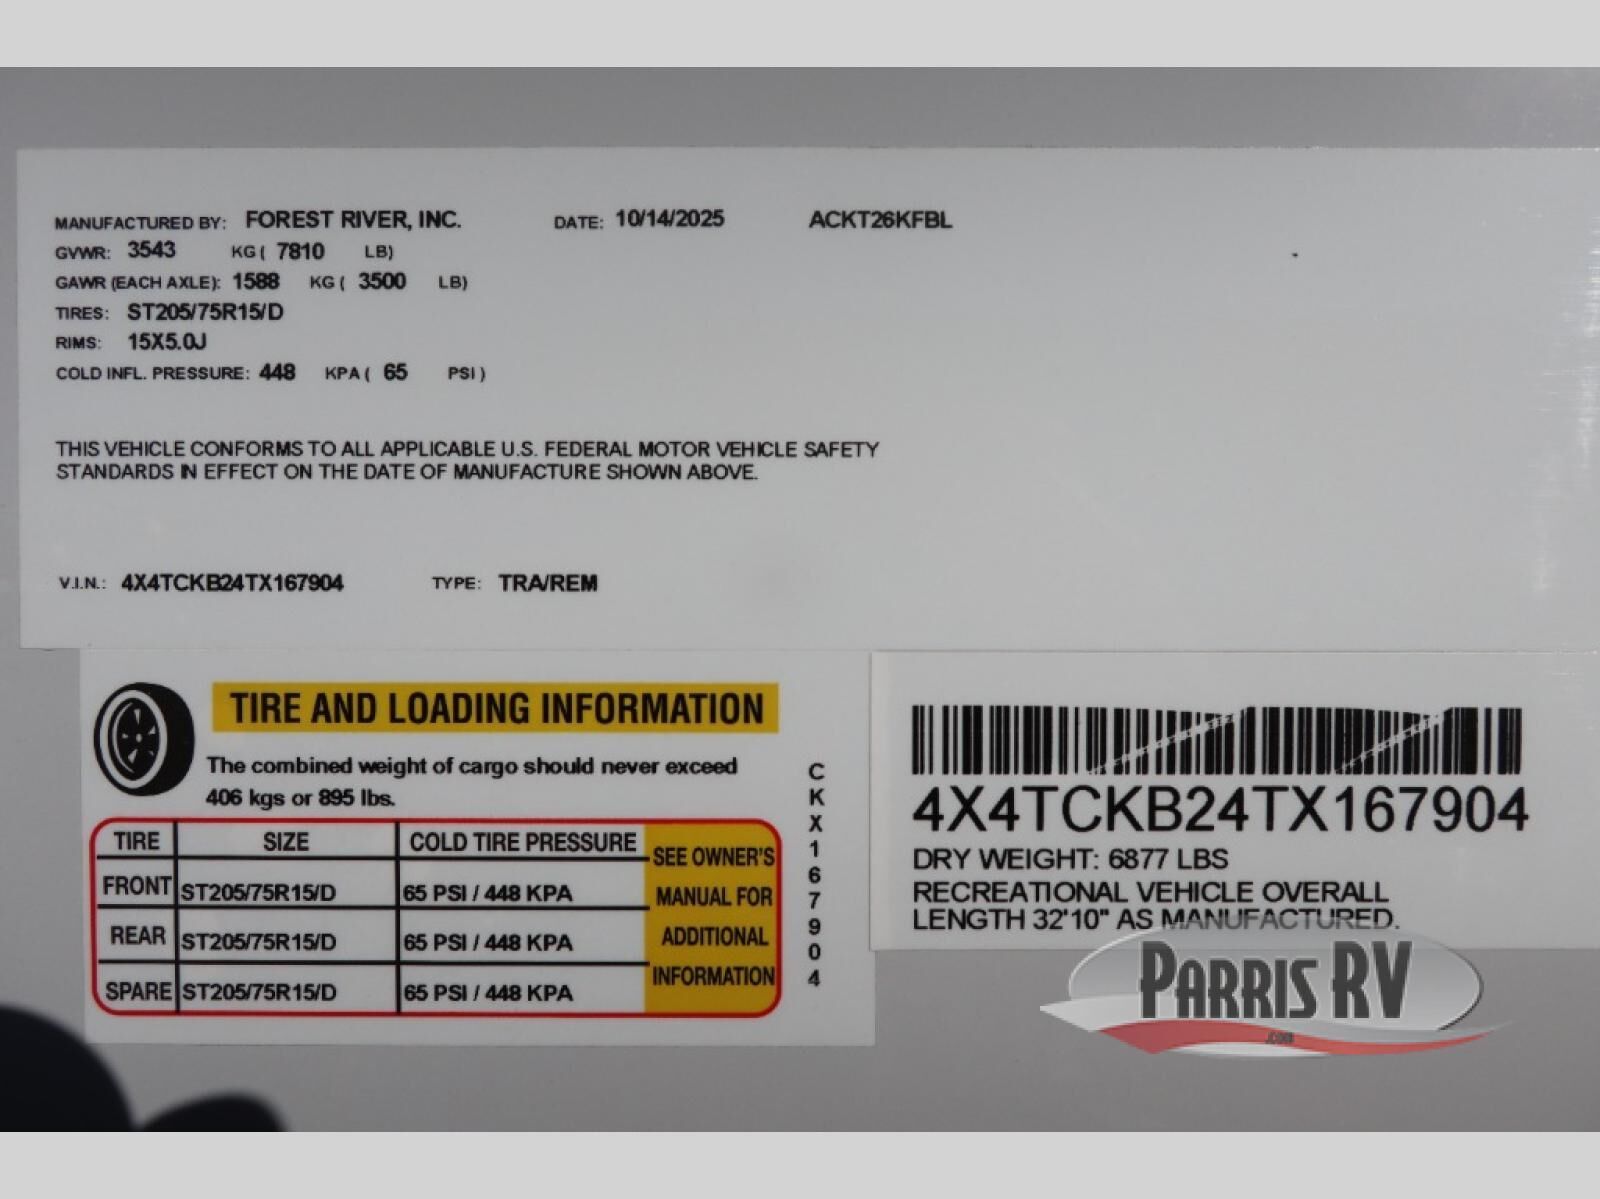 MANUFACTURED BY: FOREST RIVER, INC. DATE: 10/14/2025 ACKT26KFBL
GVWR: 3543 KG ( 7810 LB)
GAWR (EACH AXLE): 1588 KG ( 3500 LB)
TIRES: ST205/75R15/D
RIMS: 15X5.0J
COLD INFL. PRESSURE: 448 KPA ( 65 PSI )
THIS VEHICLE CONFORMS TO ALL APPLICABLE U.S. FEDERAL MOTOR VEHICLE SAFETY
STANDARDS IN EFFECT ON THE DATE OF MANUFACTURE SHOWN ABOVE.
V.I.N.: 4X4TCKB24TX167904 TYPE: TRA/REM
TIRE AND LOADING INFORMATION
The combined weight of cargo should never exceed
406 kgs or 895 lbs.
TIRE SIZE COLD TIRE PRESSURE
FRONT ST205/75R15/D 65 PSI / 448 KPA
REAR ST205/75R15/D 65 PSI / 448 KPA
SPARE ST205/75R15/D 65 PSI / 448 KPA
SEE OWNER'S
MANUAL FOR
ADDITIONAL
INFORMATION
CKX167904
4X4TCKB24TX167904
DRY WEIGHT: 6877 LBS
RECREATIONAL VEHICLE OVERALL
LENGTH 32'10" AS MANUFACTURED.
PARRIS RV
.COM